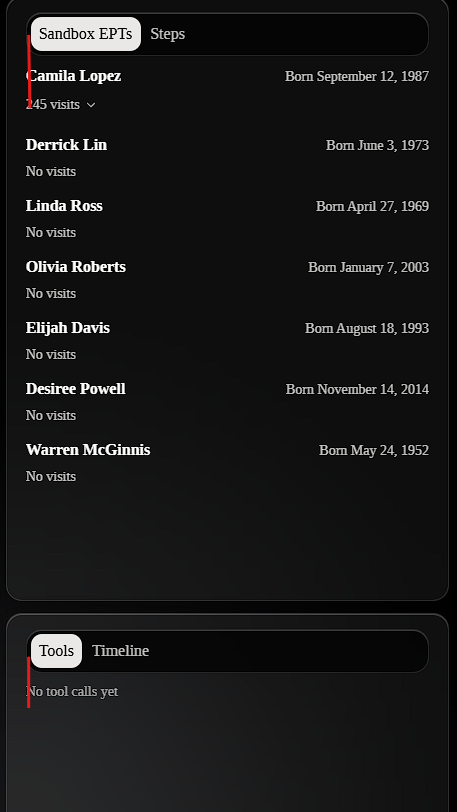 Sandbox EPTs Steps
Camila Lopez Born September 12, 1987
245 visits
Derrick Lin Born June 3, 1973
No visits
Linda Ross Born April 27, 1969
No visits
Olivia Roberts Born January 7, 2003
No visits
Elijah Davis Born August 18, 1993
No visits
Desiree Powell Born November 14, 2014
No visits
Warren McGinnis Born May 24, 1952
No visits
Tools Timeline
No tool calls yet